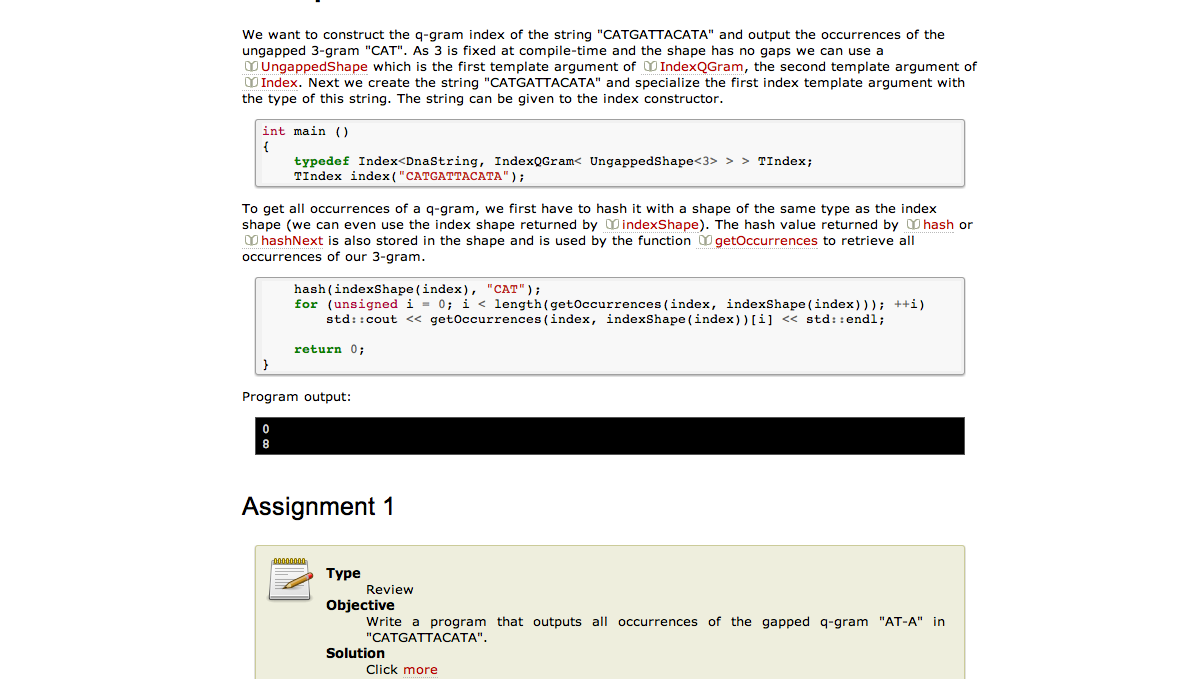 We want to construct the q-gram index of the string "CATGATTACATA" and output the occurrences of the
ungapped 3-gram "CAT". As 3 is fixed at compile-time and the shape has no gaps we can use a
UngappedShape which is the first template argument of IndexQGram, the second template argument of
Index. Next we create the string "CATGATTACATA" and specialize the first index template argument with
the type of this string. The string can be given to the index constructor.
int main ()
{
    typedef Index<DnaString, IndexQGram< UngappedShape<3> > > TIndex;
    TIndex index("CATGATTACATA");
To get all occurrences of a q-gram, we first have to hash it with a shape of the same type as the index
shape (we can even use the index shape returned by indexShape). The hash value returned by hash or
hashNext is also stored in the shape and is used by the function getOccurrences to retrieve all
occurrences of our 3-gram.
    hash(indexShape(index), "CAT");
    for (unsigned i = 0; i < length(getOccurrences(index, indexShape(index))); ++i)
        std::cout << getOccurrences(index, indexShape(index))[i] << std::endl;
    return 0;
}
Program output:
0
8
Assignment 1
Type
Review
Objective
Write a program that outputs all occurrences of the gapped q-gram "AT-A" in
"CATGATTACATA".
Solution
Click more